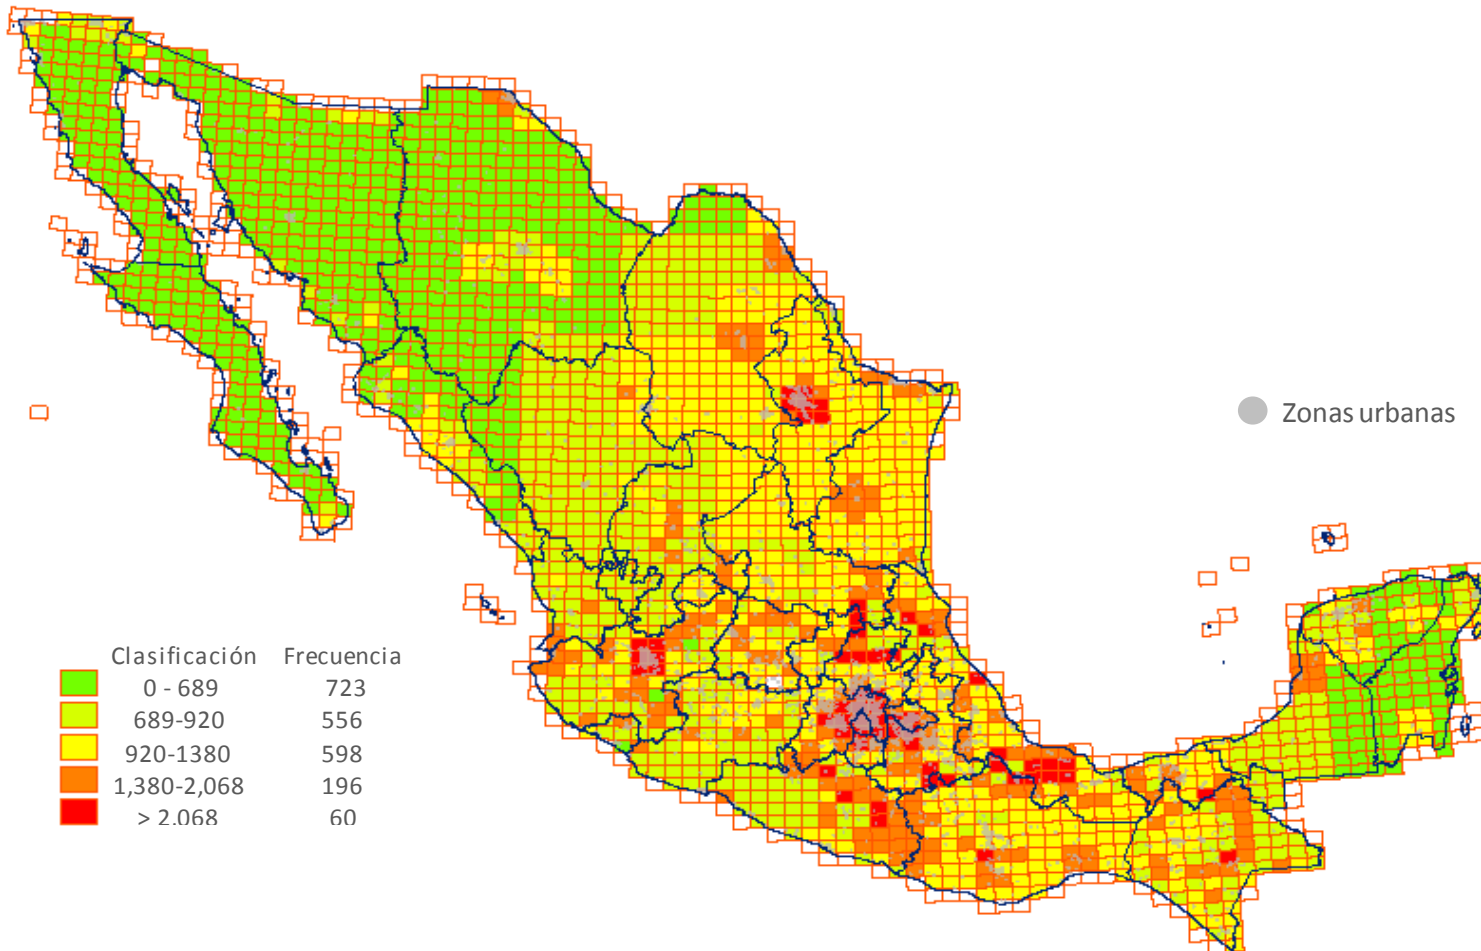 Zonas urbanas
Clasificación Frecuencia
0 - 689 723
689-920 556
920-1380 598
1,380-2,068 196
> 2.068 60